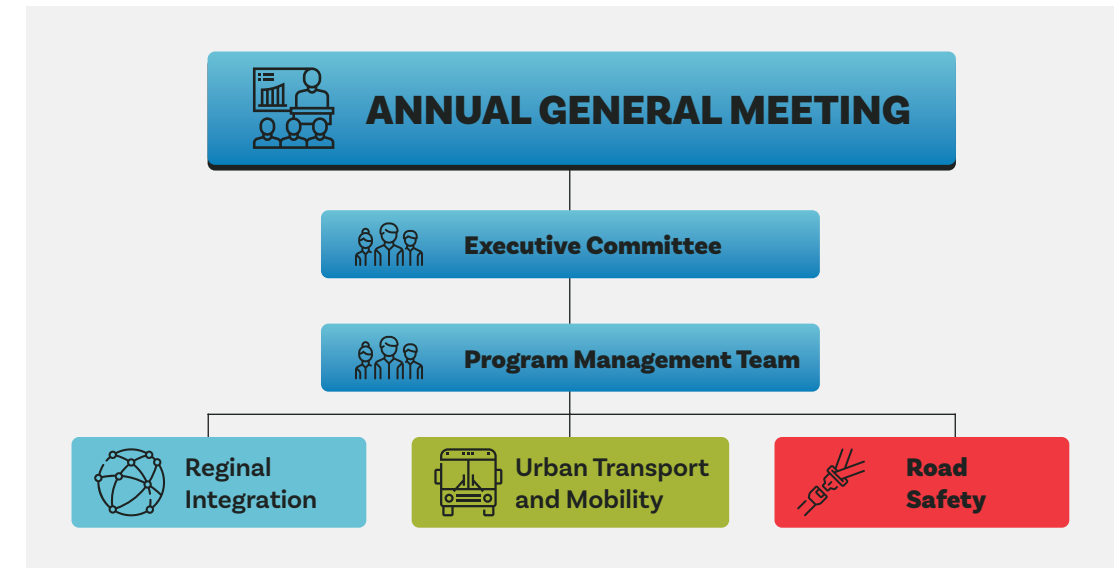 ANNUAL GENERAL MEETING
Executive Committee
Program Management Team
Reginal
Integration
Urban Transport
and Mobility
Road
Safety